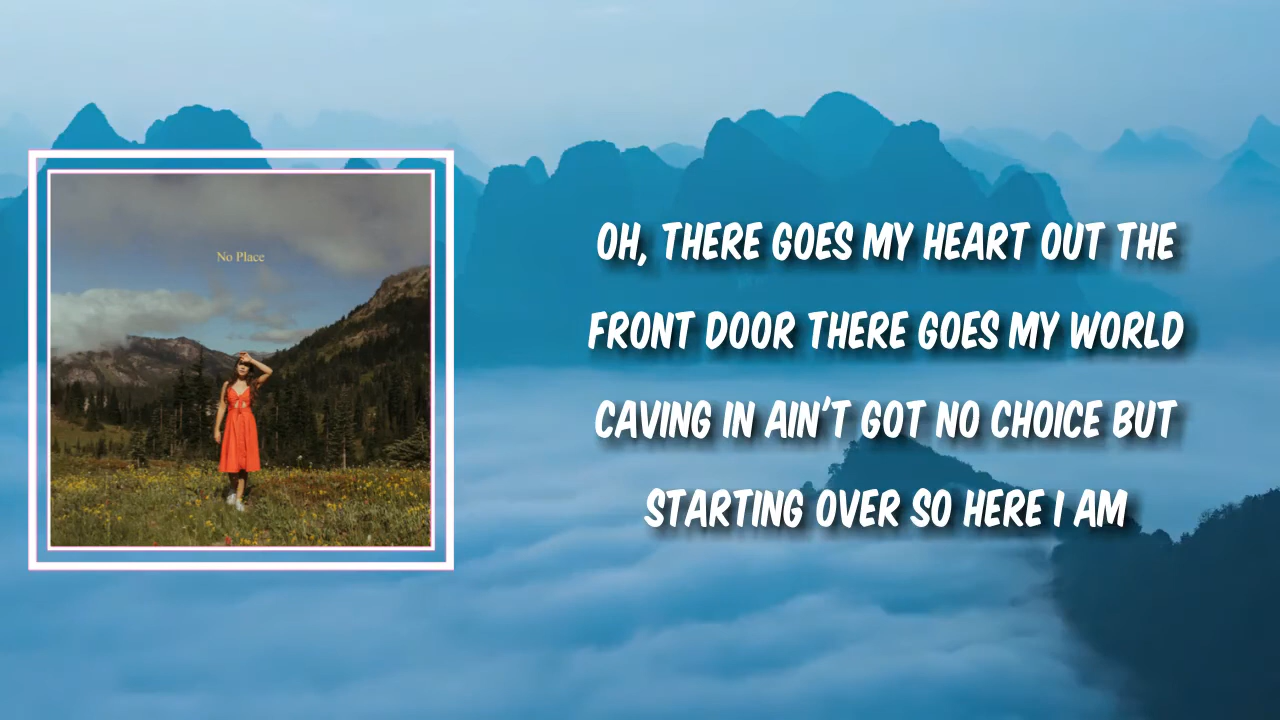 No Place
OH, THERE GOES MY HEART OUT THE
FRONT DOOR THERE GOES MY WORLD
CAVING IN AIN'T GOT NO CHOICE BUT
STARTING OVER SO HERE I AM